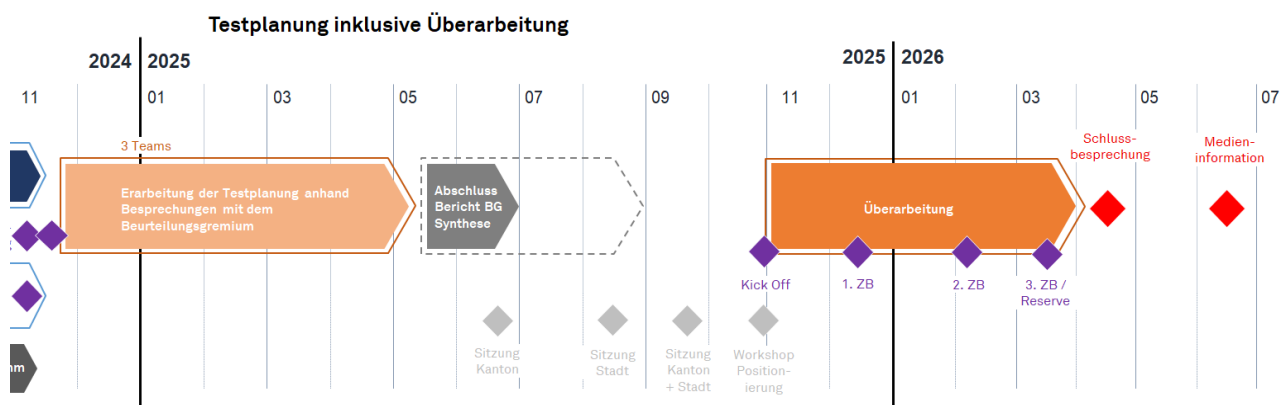 Testplanung inklusive Überarbeitung
2024 2025
2025 2026
11 01 03 05 07 09 11 01 03 05 07
3 Teams
Erarbeitung der Testplanung anhand
Besprechungen mit dem
Beurteilungsgremium
Abschluss
Bericht BG
Synthese
Überarbeitung
Schluss-
besprechung
Medien-
information
Kick Off
1. ZB
2. ZB
3. ZB /
Reserve
Sitzung
Kanton
Sitzung
Stadt
Sitzung
Kanton
+ Stadt
Workshop
Position-
ierung